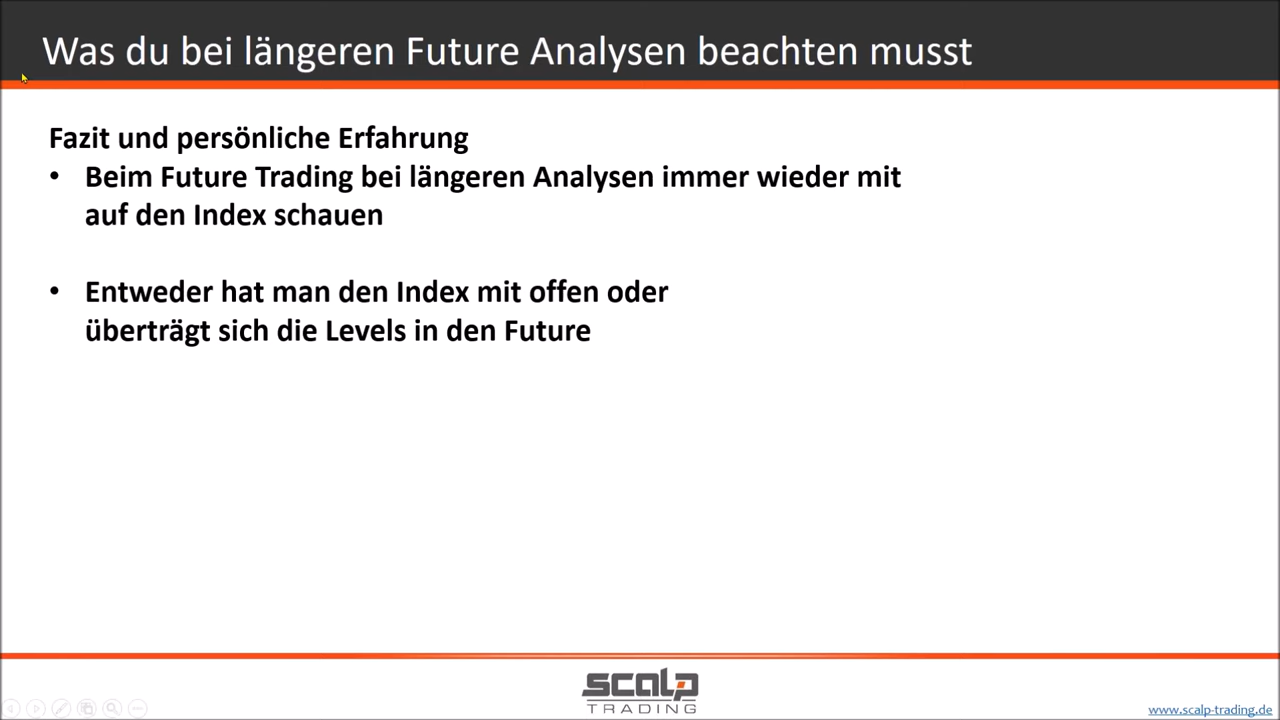 Was du bei längeren Future Analysen beachten musst
Fazit und persönliche Erfahrung
• Beim Future Trading bei längeren Analysen immer wieder mit
auf den Index schauen
• Entweder hat man den Index mit offen oder
überträgt sich die Levels in den Future
scalp
TRADING
www.scalp-trading.de